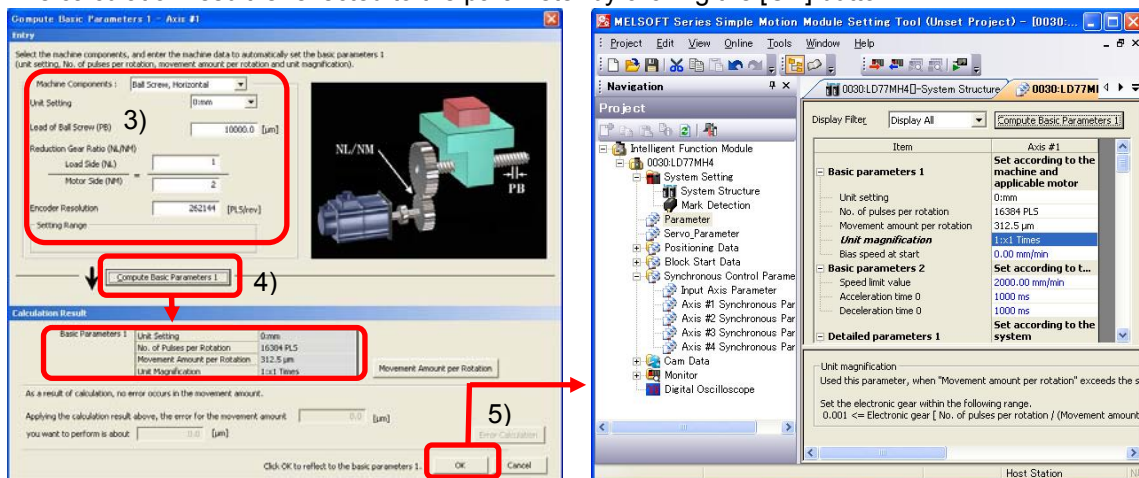 Compute Basic Parameters 1 - Axis #1
Entry
Select the machine components, and enter the machine data to automatically set the basic parameters 1
(unit setting, No. of pulses per rotation, movement amount per rotation and unit magnification).
Machine Components : Ball Screw, Horizontal
Unit Setting 0:mm
3)
Lead of Ball Screw (PB) 10000.0 [μm]
Reduction Gear Ratio (NL/NM)
Load Side (NL) 1
=
Motor Side (NM) 2
Encoder Resolution 262144 [PLS/rev]
Setting Range
NL/NM
PB
Compute Basic Parameters 1
4)
Calculation Result
Basic Parameters 1
Unit Setting 0:mm
No. of Pulses per Rotation 16384 PLS
Movement Amount per Rotation 312.5 μm
Unit Magnification 1:x1 Times
Movement Amount per Rotation
As a result of calculation, no error occurs in the movement amount.
Applying the calculation result above, the error for the movement amount 0.0 [μm]
you want to perform is about 0.0 [μm]
Error Calculation
5)
Click OK to reflect to the basic parameters 1. OK Cancel
MELSOFT Series Simple Motion Module Setting Tool (Unset Project) - [0030:...
Project Edit View Online Tools Window Help
Navigation
Project
Intelligent Function Module
0030:LD77MH4
System Setting
System Structure
Mark Detection
Parameter
Servo_Parameter
Positioning Data
Block Start Data
Synchronous Control Parame
Input Axis Parameter
Axis #1 Synchronous Par
Axis #2 Synchronous Par
Axis #3 Synchronous Par
Axis #4 Synchronous Par
Cam Data
Monitor
Digital Oscilloscope
0030:LD77MH4[]-System Structure 0030:LD77MI
Display Filter Display All Compute Basic Parameters 1
Item Axis #1
Basic parameters 1 Set according to the machine and applicable motor
Unit setting 0:mm
No. of pulses per rotation 16384 PLS
Movement amount per rotation 312.5 μm
Unit magnification 1:x1 Times
Bias speed at start 0.00 mm/min
Basic parameters 2 Set according to t...
Speed limit value 2000.00 mm/min
Acceleration time 0 1000 ms
Deceleration time 0 1000 ms
Detailed parameters 1 Set according to the system
Unit magnification
Used this parameter, when "Movement amount per rotation" exceeds the s
Set the electronic gear within the following range.
0.001 <= Electronic gear [ No. of pulses per rotation / (Movement amount
Host Station